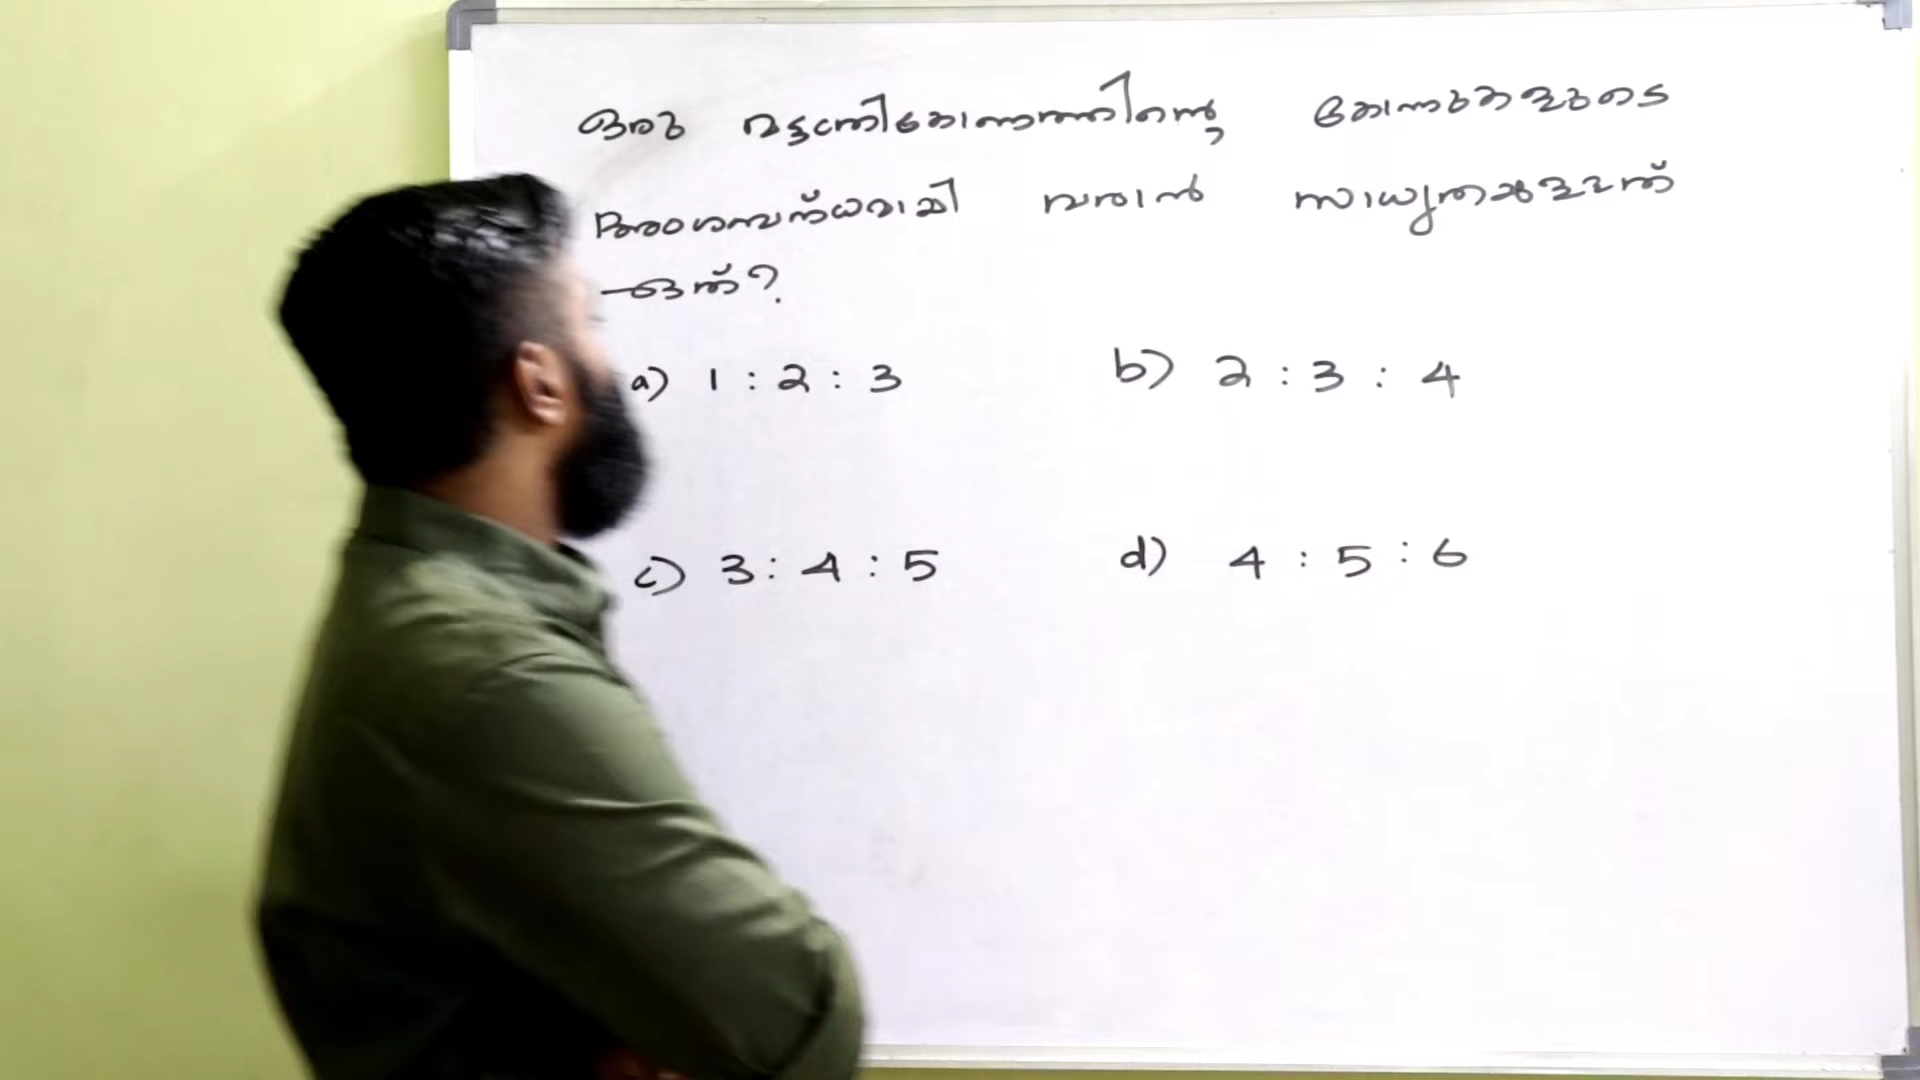 ഒരു മട്ടത്രികോണത്തിന്റെ കോണുകളുടെ
അംശബന്ധമായി വരാൻ സാധ്യതയുള്ളത്
ഏത്?
a) 1 : 2 : 3 b) 2 : 3 : 4
c) 3 : 4 : 5 d) 4 : 5 : 6